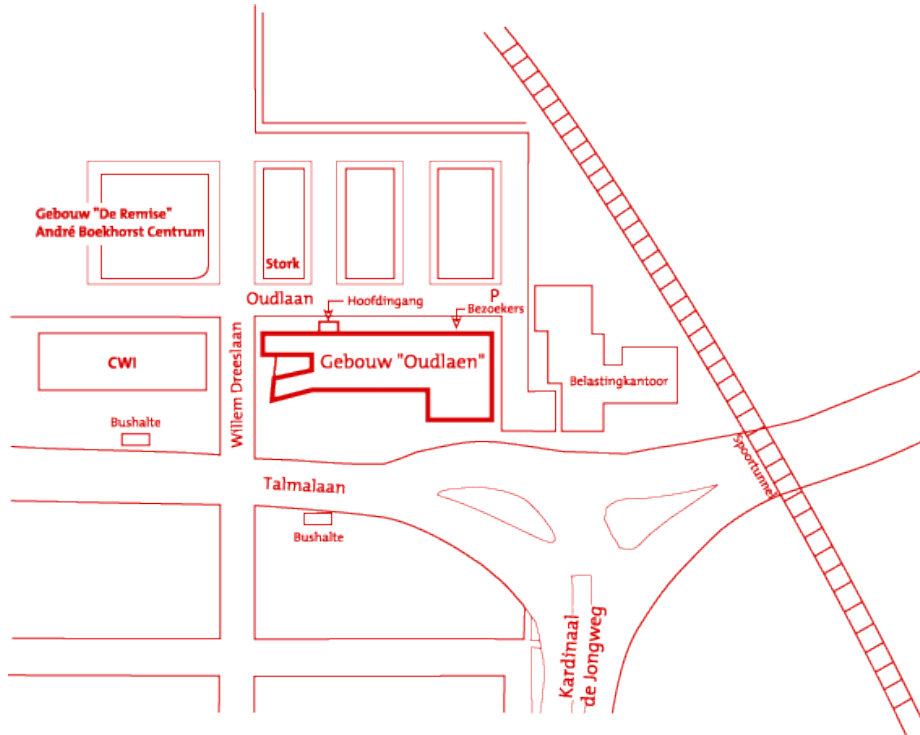 Gebouw "De Remise"
André Boekhorst Centrum
Stork
Oudlaan
Hoofdingang
P
Bezoekers
CWI
Willem Dreeslaan
Gebouw "Oudlaen"
Belastingkantoor
Bushalte
Spoortunnel
Talmalaan
Bushalte
Kardinaal
de Jongweg